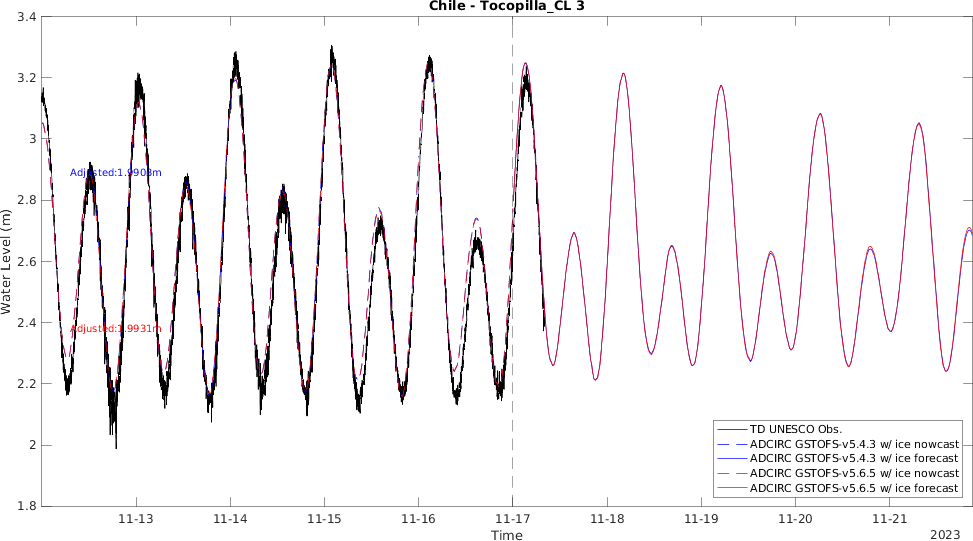 Chile - Tocopilla_CL 3
3.4
3.2
3
2.8
2.6
2.4
2.2
2
1.8
Water Level (m)
Adjusted:1.9903m
Adjusted:1.9931m
TD UNESCO Obs.
ADCIRC GSTOFS-v5.4.3 w/ ice nowcast
ADCIRC GSTOFS-v5.4.3 w/ ice forecast
ADCIRC GSTOFS-v5.6.5 w/ ice nowcast
ADCIRC GSTOFS-v5.6.5 w/ ice forecast
11-13 11-14 11-15 11-16 11-17 11-18 11-19 11-20 11-21
Time
2023